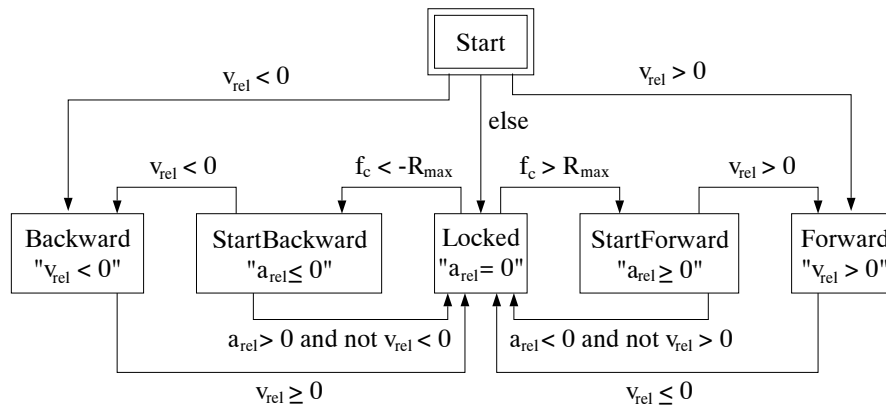 Start
v_rel < 0
v_rel > 0
else
v_rel < 0
f_c < -R_max
f_c > R_max
v_rel > 0
Backward
"v_rel < 0"
StartBackward
"a_rel ≤ 0"
Locked
"a_rel = 0"
StartForward
"a_rel ≥ 0"
Forward
"v_rel > 0"
a_rel > 0 and not v_rel < 0
a_rel < 0 and not v_rel > 0
v_rel ≥ 0
v_rel ≤ 0